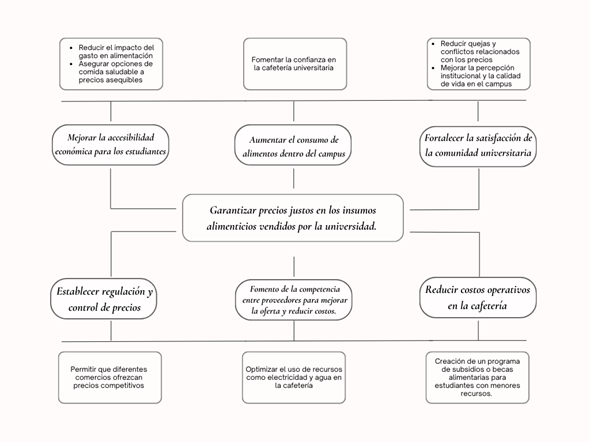 • Reducir el impacto del
gasto en alimentación
• Asegurar opciones de
comida saludable a
precios asequibles
Fomentar la confianza en
la cafetería universitaria
• Reducir quejas y
conflictos relacionados
con los precios
• Mejorar la percepción
institucional y la calidad
de vida en el campus
Mejorar la accesibilidad
económica para los estudiantes
Aumentar el consumo de
alimentos dentro del campus
Fortalecer la satisfacción de
la comunidad universitaria
Garantizar precios justos en los insumos
alimenticios vendidos por la universidad.
Establecer regulación y
control de precios
Fomento de la competencia
entre proveedores para mejorar
la oferta y reducir costos.
Reducir costos operativos
en la cafetería
Permitir que diferentes
comercios ofrezcan
precios competitivos
Optimizar el uso de recursos
como electricidad y agua en
la cafetería
Creación de un programa
de subsidios o becas
alimentarias para
estudiantes con menores
recursos.